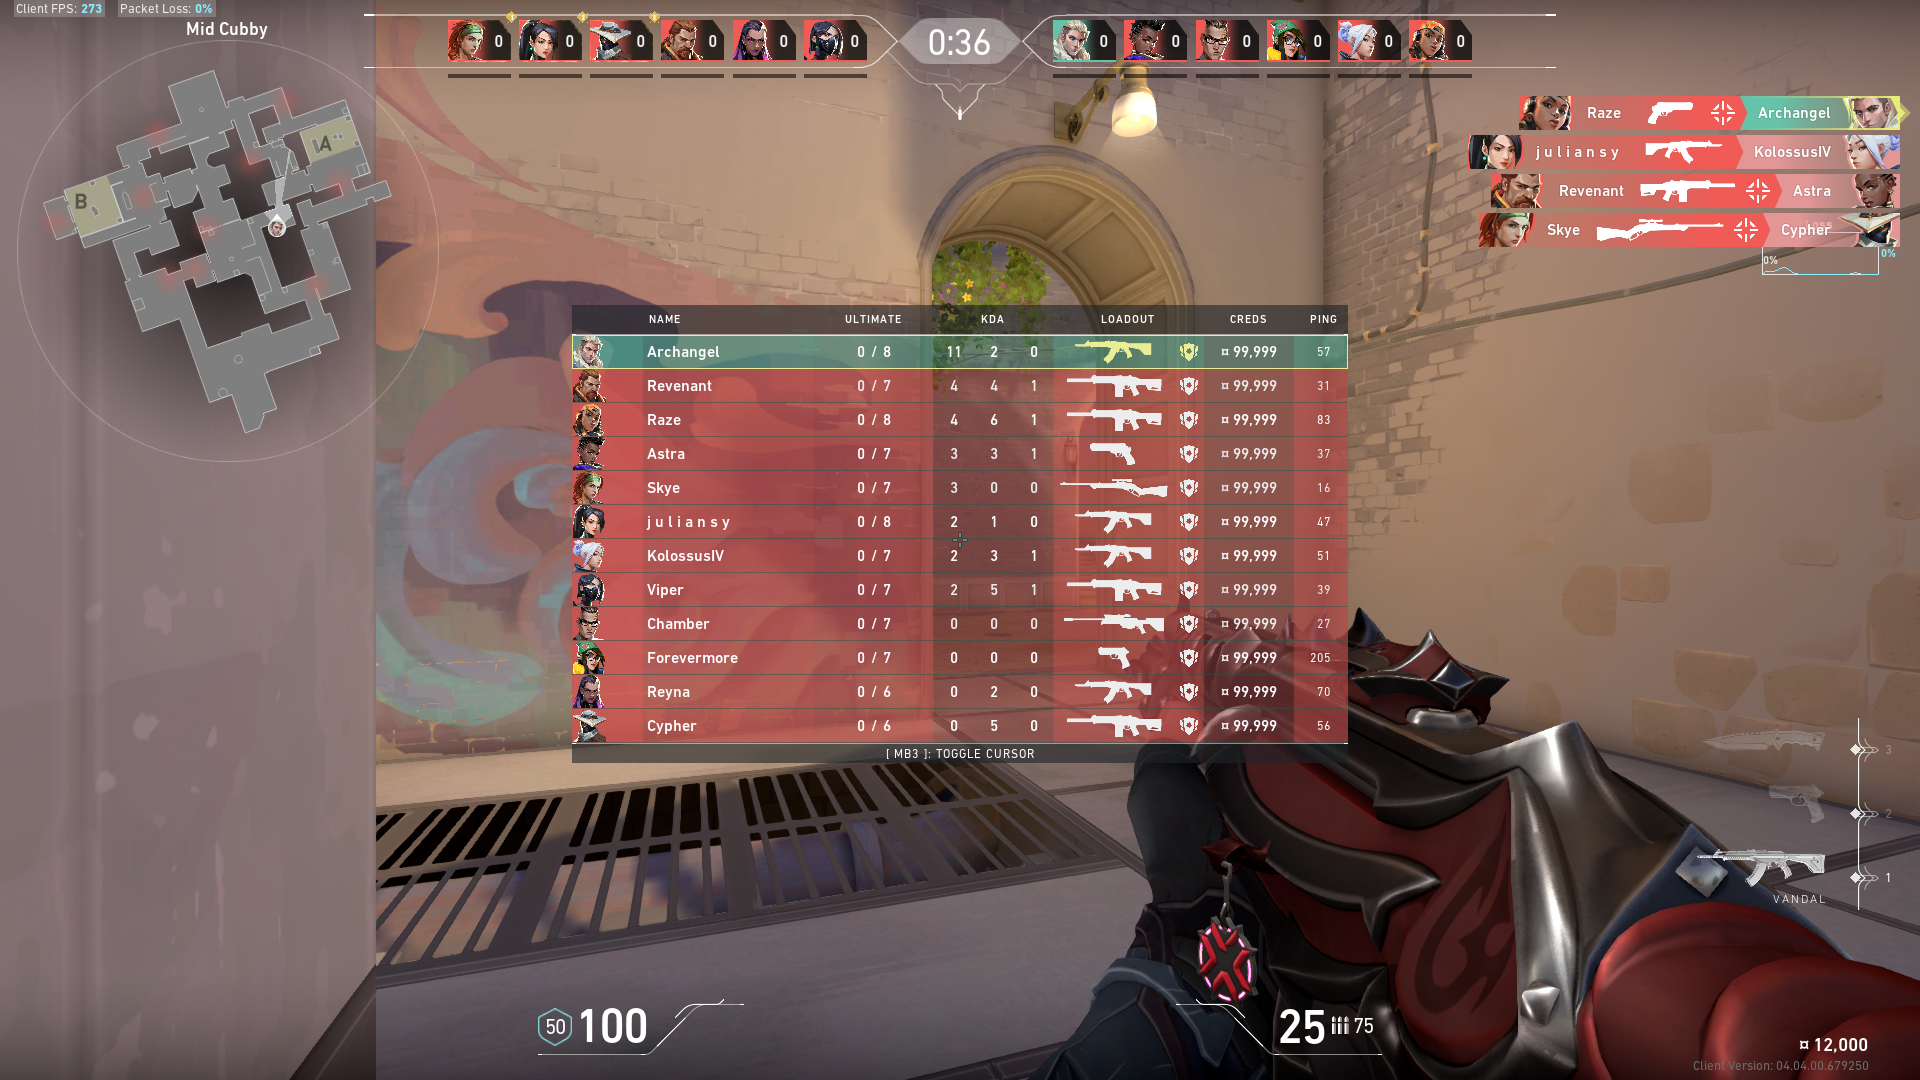 Client FPS: 273 Packet Loss: 0%
Mid Cubby
0 0 0 0 0 0 0:36 0 0 0 0 0 0
A
B
Raze Archangel
juliansy KolossusIV
Revenant Astra
Skye Cypher
0% 0%
NAME ULTIMATE KDA LOADOUT CREDS PING
Archangel 0 / 8 11 2 0 ¤ 99,999 57
Revenant 0 / 7 4 4 1 ¤ 99,999 31
Raze 0 / 8 4 6 1 ¤ 99,999 83
Astra 0 / 7 3 3 1 ¤ 99,999 37
Skye 0 / 7 3 0 0 ¤ 99,999 16
juliansy 0 / 8 2 1 0 ¤ 99,999 47
KolossusIV 0 / 7 2 3 1 ¤ 99,999 51
Viper 0 / 7 2 5 1 ¤ 99,999 39
Chamber 0 / 7 0 0 0 ¤ 99,999 27
Forevermore 0 / 7 0 0 0 ¤ 99,999 205
Reyna 0 / 6 0 2 0 ¤ 99,999 70
Cypher 0 / 6 0 5 0 ¤ 99,999 56
[ MB3 ]: TOGGLE CURSOR
3
2
1
VANDAL
50 100
25 75
¤ 12,000
Client Version: 04.04.00.679250